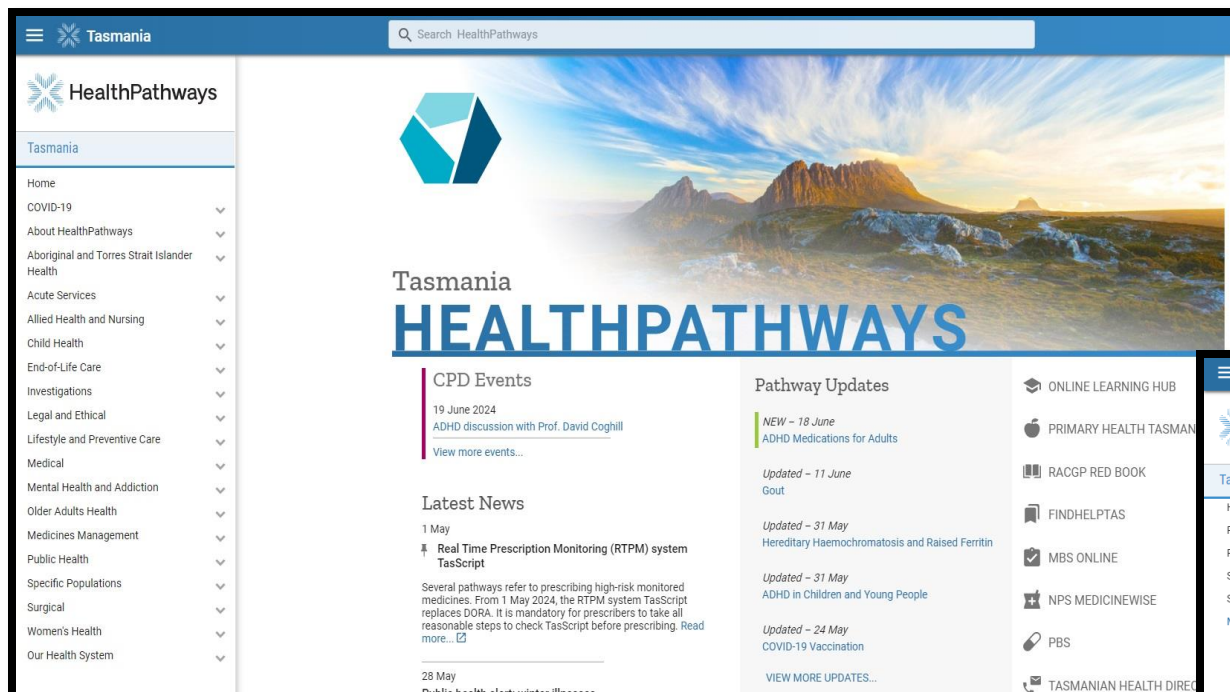 Tasmania
Search HealthPathways
HealthPathways
Tasmania
Home
COVID-19
About HealthPathways
Aboriginal and Torres Strait Islander
Health
Acute Services
Allied Health and Nursing
Child Health
End-of-Life Care
Investigations
Legal and Ethical
Lifestyle and Preventive Care
Medical
Mental Health and Addiction
Older Adults Health
Medicines Management
Public Health
Specific Populations
Surgical
Women's Health
Our Health System
Tasmania
HEALTHPATHWAYS
CPD Events
19 June 2024
ADHD discussion with Prof. David Coghill
View more events...
Latest News
1 May
Real Time Prescription Monitoring (RTPM) system
TasScript
Several pathways refer to prescribing high-risk monitored
medicines. From 1 May 2024, the RTPM system TasScript
replaces DORA. It is mandatory for prescribers to take all
reasonable steps to check TasScript before prescribing. Read
more...
28 May
Public health alert: winter illnesses
Pathway Updates
NEW – 18 June
ADHD Medications for Adults
Updated – 11 June
Gout
Updated – 31 May
Hereditary Haemochromatosis and Raised Ferritin
Updated – 31 May
ADHD in Children and Young People
Updated – 24 May
COVID-19 Vaccination
VIEW MORE UPDATES...
ONLINE LEARNING HUB
PRIMARY HEALTH TASMAN
RACGP RED BOOK
FINDHELPTAS
MBS ONLINE
NPS MEDICINEWISE
PBS
TASMANIAN HEALTH DIREC
Ta